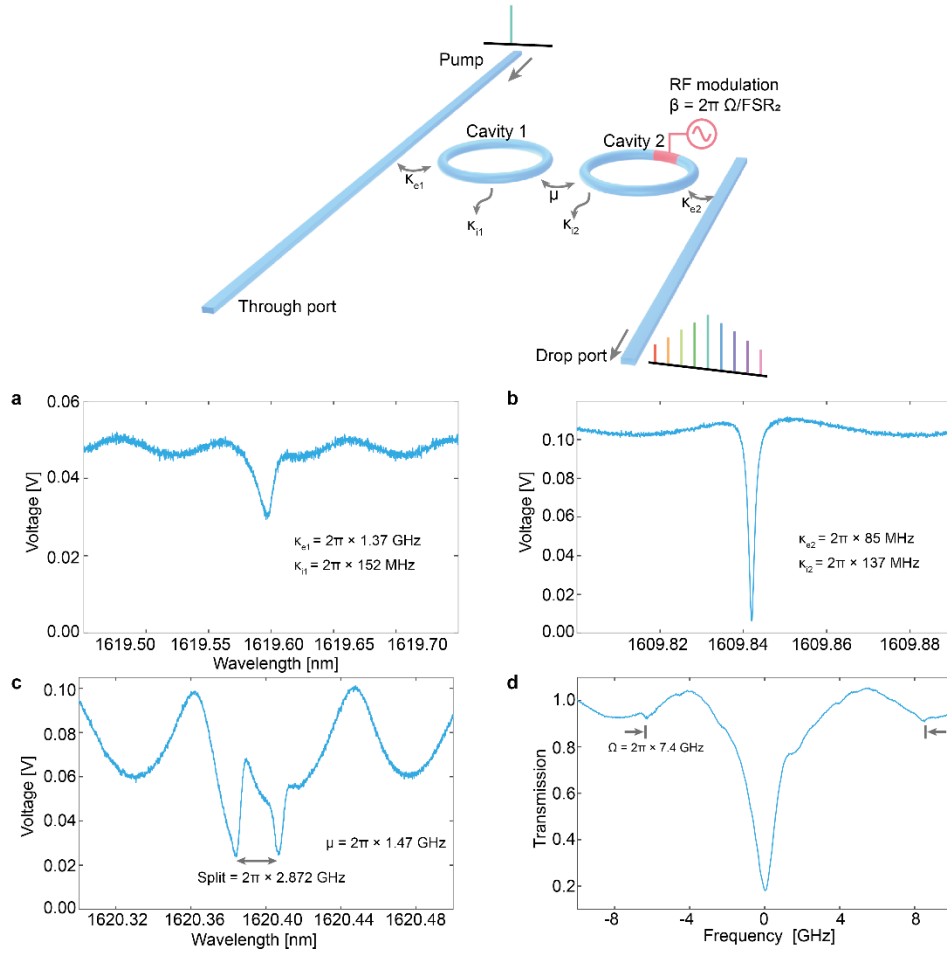 Pump
RF modulation
β = 2π Ω/FSR₂
Cavity 1
Cavity 2
κe1
μ
κe2
κi1
κi2
Through port
Drop port
a
0.06
0.04
0.02
0.00
Voltage [V]
κe1 = 2π × 1.37 GHz
κi1 = 2π × 152 MHz
1619.50 1619.55 1619.60 1619.65 1619.70
Wavelength [nm]
b
0.10
0.08
0.06
0.04
0.02
0.00
Voltage [V]
κe2 = 2π × 85 MHz
κi2 = 2π × 137 MHz
1609.82 1609.84 1609.86 1609.88
c
0.10
0.08
0.06
0.04
0.02
0.00
Voltage [V]
μ = 2π × 1.47 GHz
Split = 2π × 2.872 GHz
1620.32 1620.36 1620.40 1620.44 1620.48
Wavelength [nm]
d
1.0
0.8
0.6
0.4
0.2
Transmission
Ω = 2π × 7.4 GHz
-8 -4 0 4 8
Frequency [GHz]